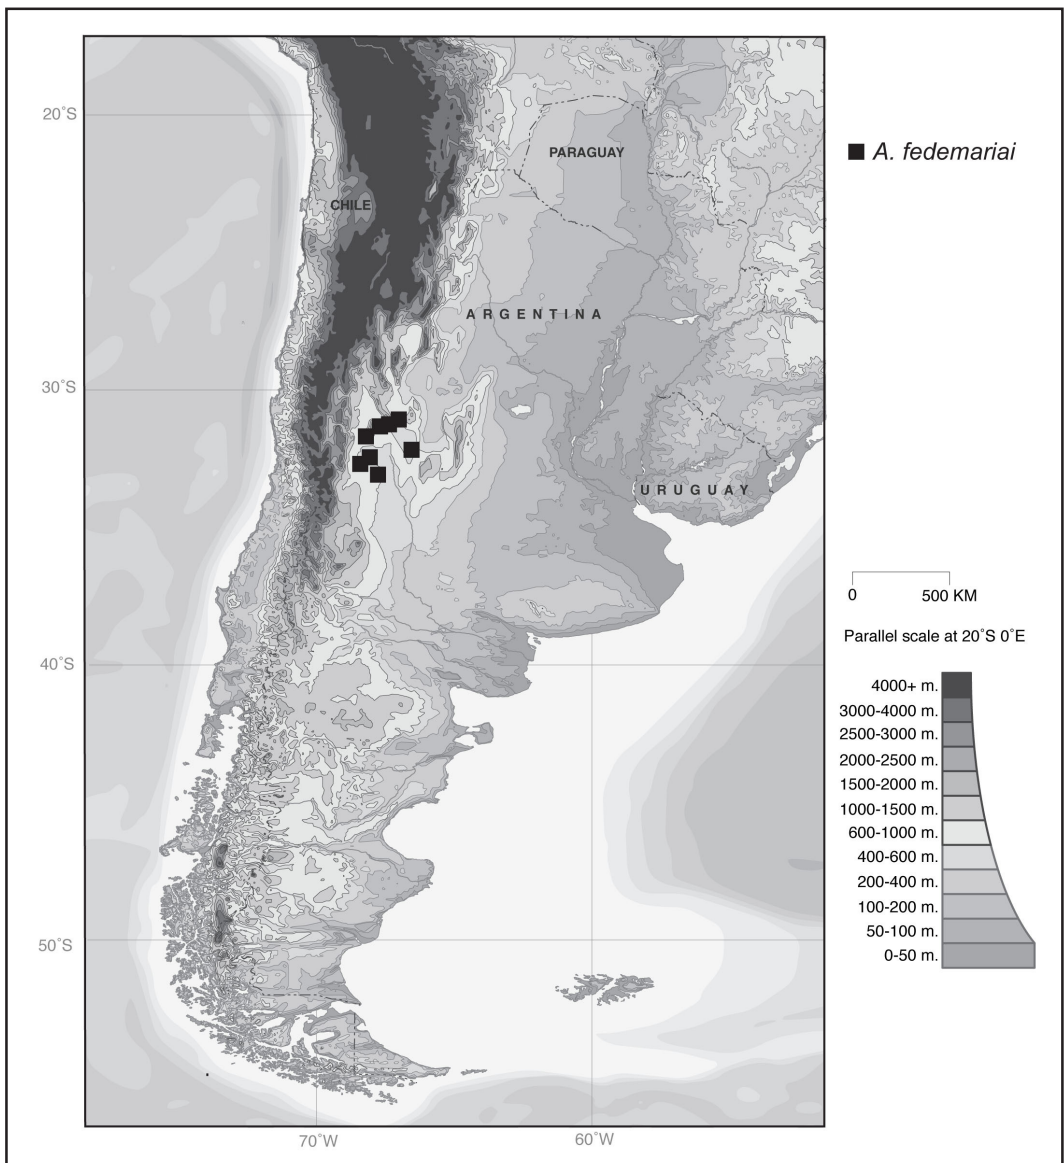 20˚S
PARAGUAY
A. fedemariai
CHILE
ARGENTINA
30˚S
URUGUAY
0 500 KM
Parallel scale at 20˚S 0˚E
40˚S
4000+ m.
3000-4000 m.
2500-3000 m.
2000-2500 m.
1500-2000 m.
1000-1500 m.
600-1000 m.
400-600 m.
200-400 m.
100-200 m.
50-100 m.
0-50 m.
50˚S
70˚W 60˚W